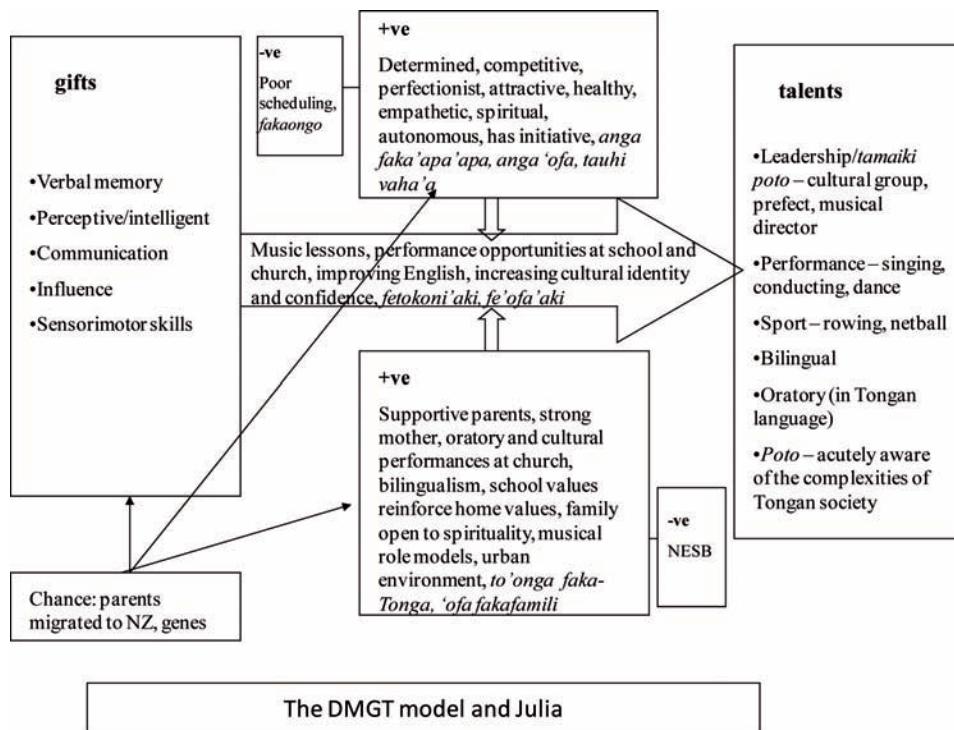 gifts
•Verbal memory
•Perceptive/intelligent
•Communication
•Influence
•Sensorimotor skills
-ve
Poor
scheduling,
fakaongo
+ve
Determined, competitive,
perfectionist, attractive, healthy,
empathetic, spiritual,
autonomous, has initiative, anga
faka’apa’apa, anga ‘ofa, tauhi
vaha’a
Music lessons, performance opportunities at school and
church, improving English, increasing cultural identity
and confidence, fetokoni’aki, fe’ofa’aki
+ve
Supportive parents, strong
mother, oratory and cultural
performances at church,
bilingualism, school values
reinforce home values, family
open to spirituality, musical
role models, urban
environment, to’onga faka-
Tonga, ‘ofa fakafamili
-ve
NESB
talents
•Leadership/tamaiki
poto – cultural group,
prefect, musical
director
•Performance – singing,
conducting, dance
•Sport – rowing, netball
•Bilingual
•Oratory (in Tongan
language)
•Poto – acutely aware
of the complexities of
Tongan society
Chance: parents
migrated to NZ, genes
The DMGT model and Julia